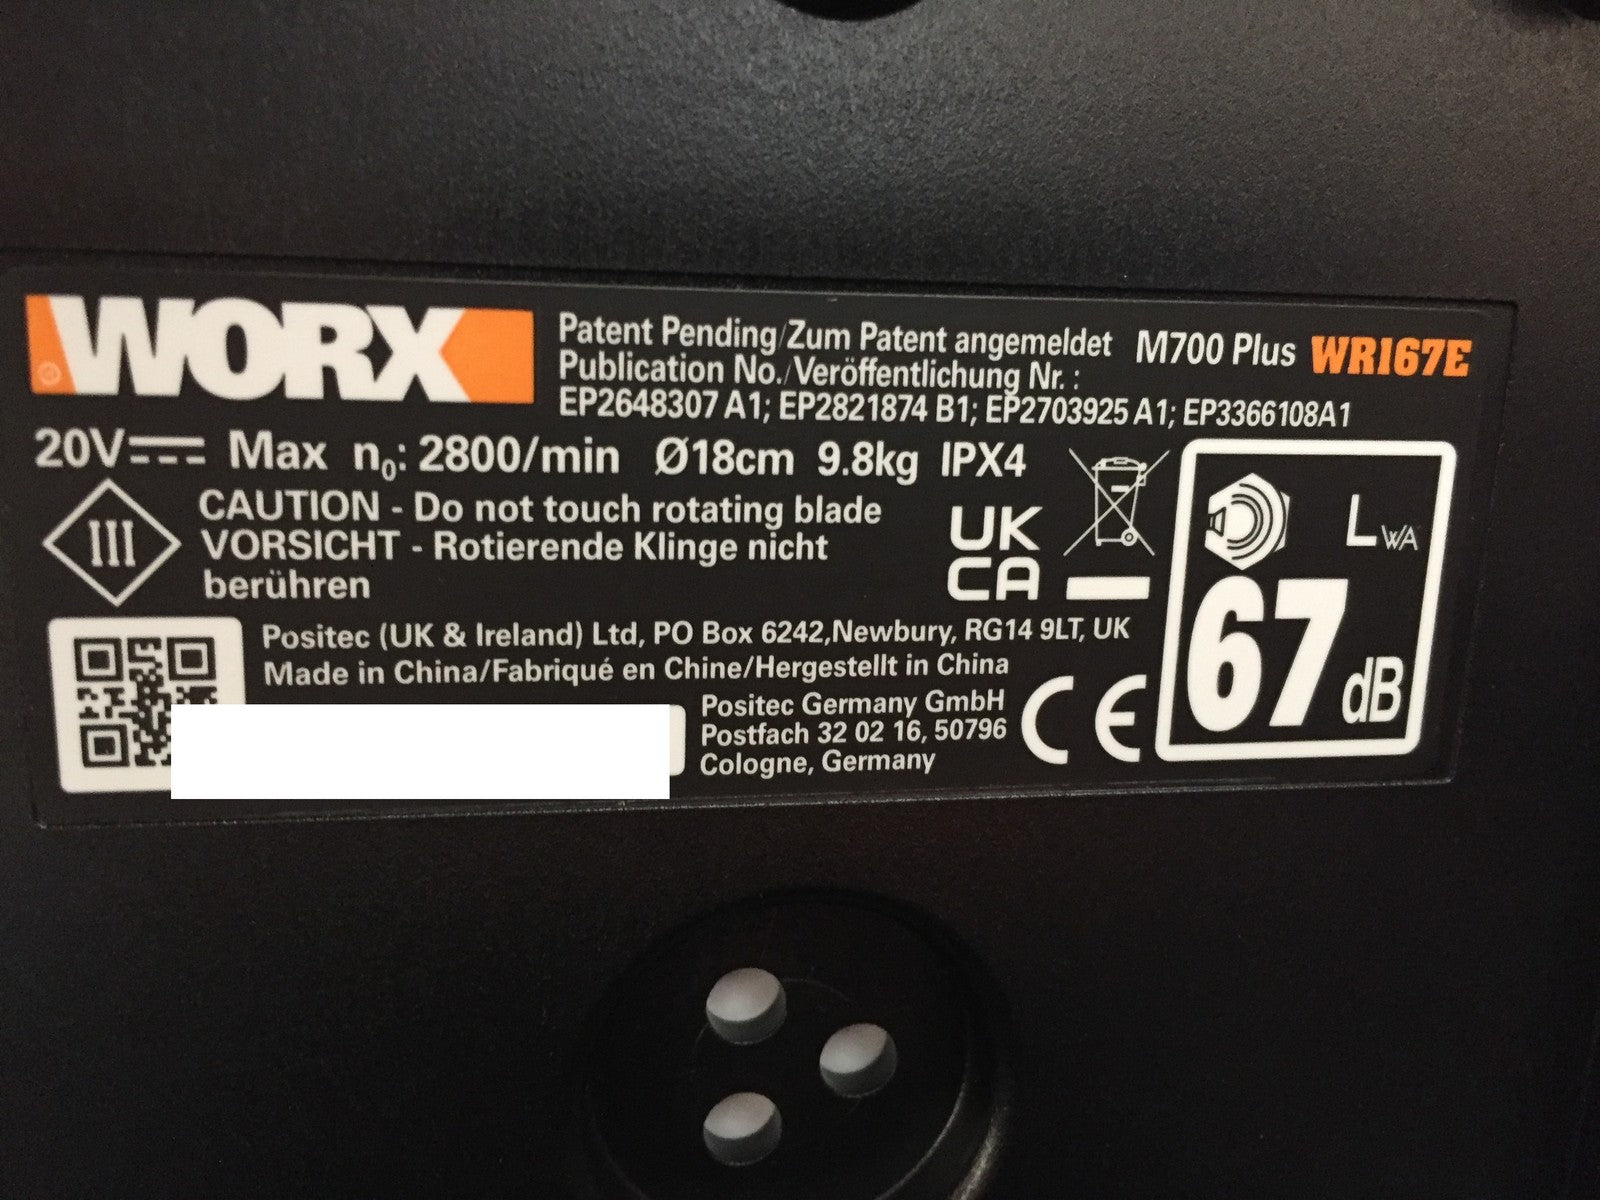 WORX
Patent Pending/Zum Patent angemeldet M700 Plus WR167E
Publication No./Veröffentlichung Nr. :
EP2648307 A1; EP2821874 B1; EP2703925 A1; EP3366108A1
20V Max n0: 2800/min Ø18cm 9.8kg IPX4
III
CAUTION - Do not touch rotating blade
VORSICHT - Rotierende Klinge nicht
berühren
UK
CA
LWA
67 dB
Positec (UK & Ireland) Ltd, PO Box 6242,Newbury, RG14 9LT, UK
Made in China/Fabriqué en Chine/Hergestellt in China
Positec Germany GmbH
Postfach 32 02 16, 50796
Cologne, Germany
CE